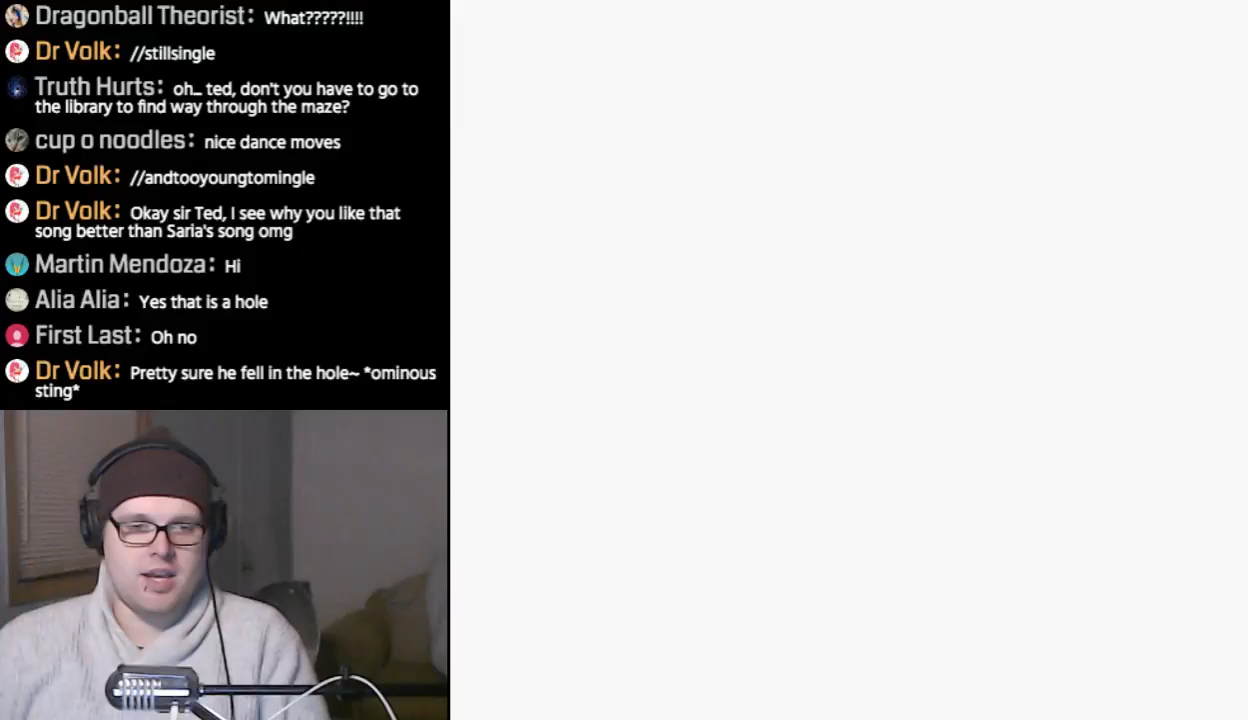 Dragonball Theorist: What?????!!!!
Dr Volk: //stillsingle
Truth Hurts: oh... ted, don't you have to go to
the library to find way through the maze?
cup o noodles: nice dance moves
Dr Volk: //andtooyoungtomingle
Dr Volk: Okay sir Ted, I see why you like that
song better than Saria's song omg
Martin Mendoza: Hi
Alia Alia: Yes that is a hole
First Last: Oh no
Dr Volk: Pretty sure he fell in the hole~ *ominous
sting*